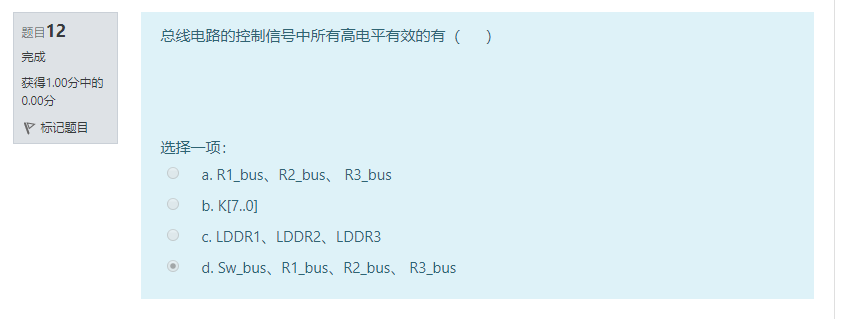 题目12
完成
获得1.00分中的
0.00分
标记题目
总线电路的控制信号中所有高电平有效的有（　　）
选择一项：
a. R1_bus、R2_bus、 R3_bus
b. K[7..0]
c. LDDR1、LDDR2、LDDR3
d. Sw_bus、R1_bus、R2_bus、 R3_bus